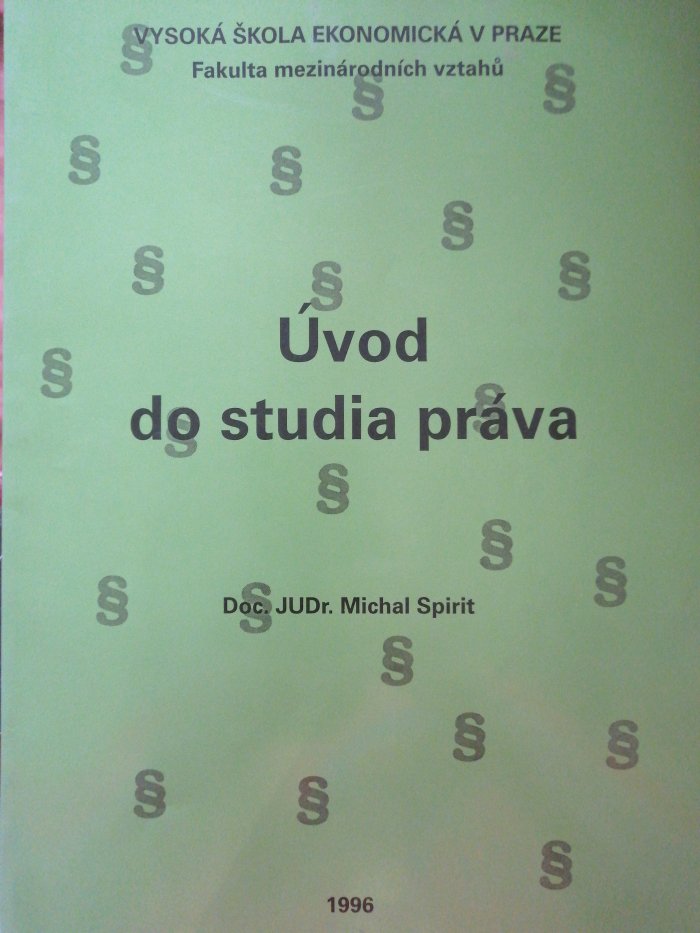 VYSOKÁ ŠKOLA EKONOMICKÁ V PRAZE
Fakulta mezinárodních vztahů
Úvod
do studia práva
Doc. JUDr. Michal Spirit
1996